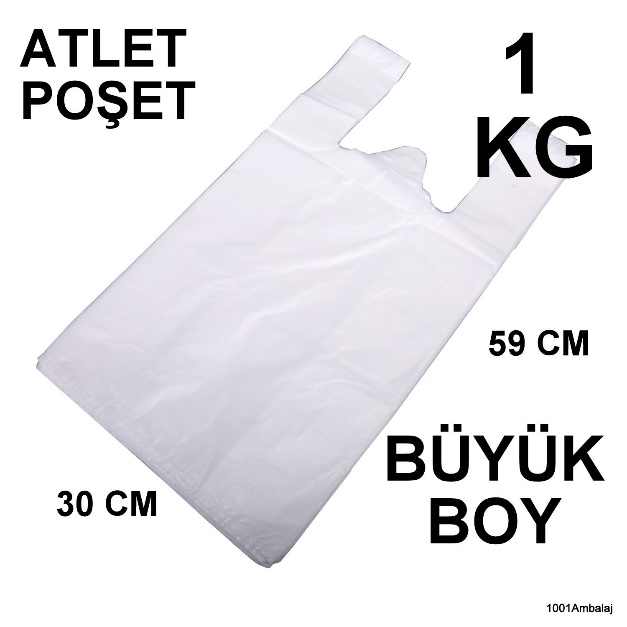 ATLET
POŞET
1
KG
59 CM
30 CM
BÜYÜK
BOY
1001Ambalaj